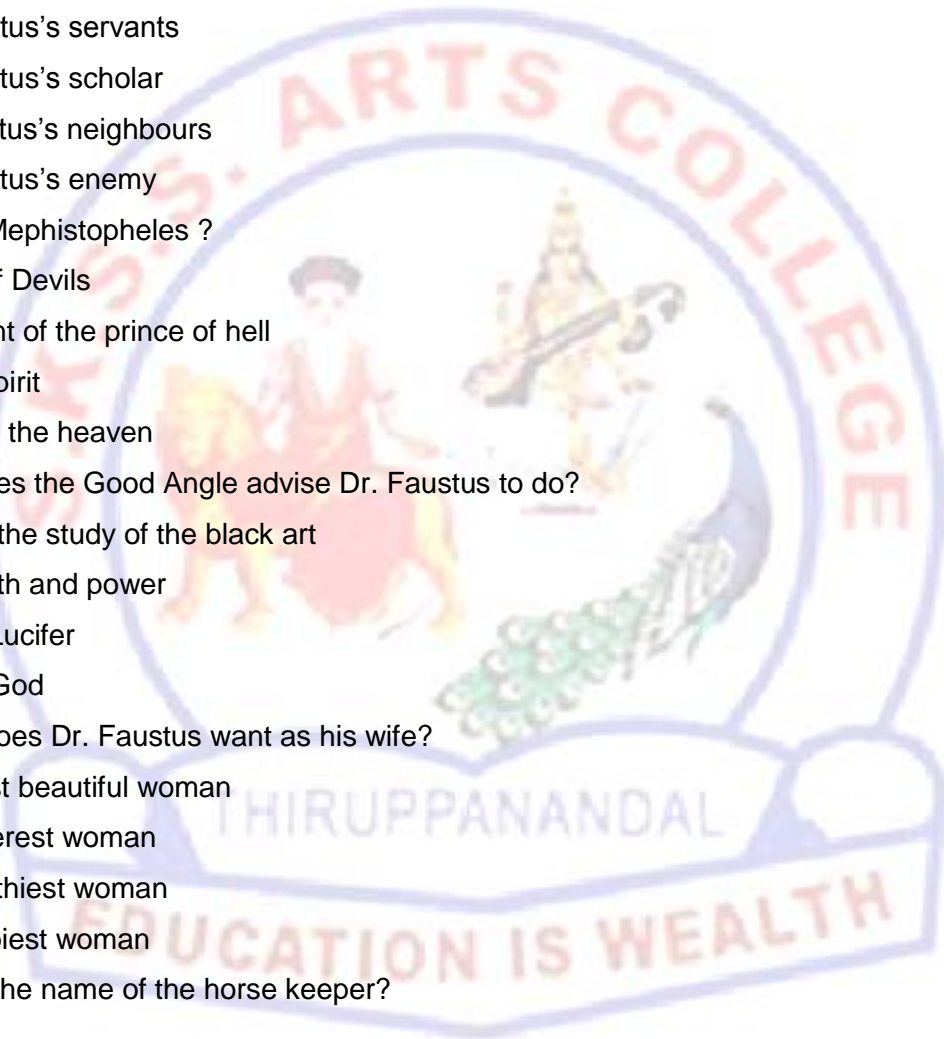 tus's servants
tus's scholar
tus's neighbours
tus's enemy
Mephistopheles ?
f Devils
nt of the prince of hell
pirit
the heaven
es the Good Angle advise Dr. Faustus to do?
the study of the black art
th and power
Lucifer
God
oes Dr. Faustus want as his wife?
st beautiful woman
erest woman
thiest woman
piest woman
he name of the horse keeper?
S.K.S.S. ARTS COLLEGE
THIRUPPANANDAL
EDUCATION IS WEALTH